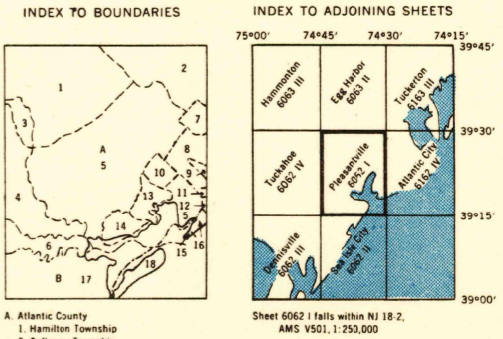 INDEX TO BOUNDARIES
1
2
3
7
A
5
8
4
10
9
13
11
12
5
14
6
16
15
18
B
17
A. Atlantic County
1. Hamilton Township
INDEX TO ADJOINING SHEETS
75°00' 74°45' 74°30' 74°15'
39°45'
Hammonton
6063 III
Egg Harbor
6063 II
Tuckerton
6163 III
39°30'
Tuckahoe
6062 IV
Pleasantville
6062 I
Atlantic City
6162 IV
39°15'
Dennisville
6062 III
Sea Isle City
6062 II
39°00'
Sheet 6062 I falls within NJ 18-2,
AMS V501, 1:250,000